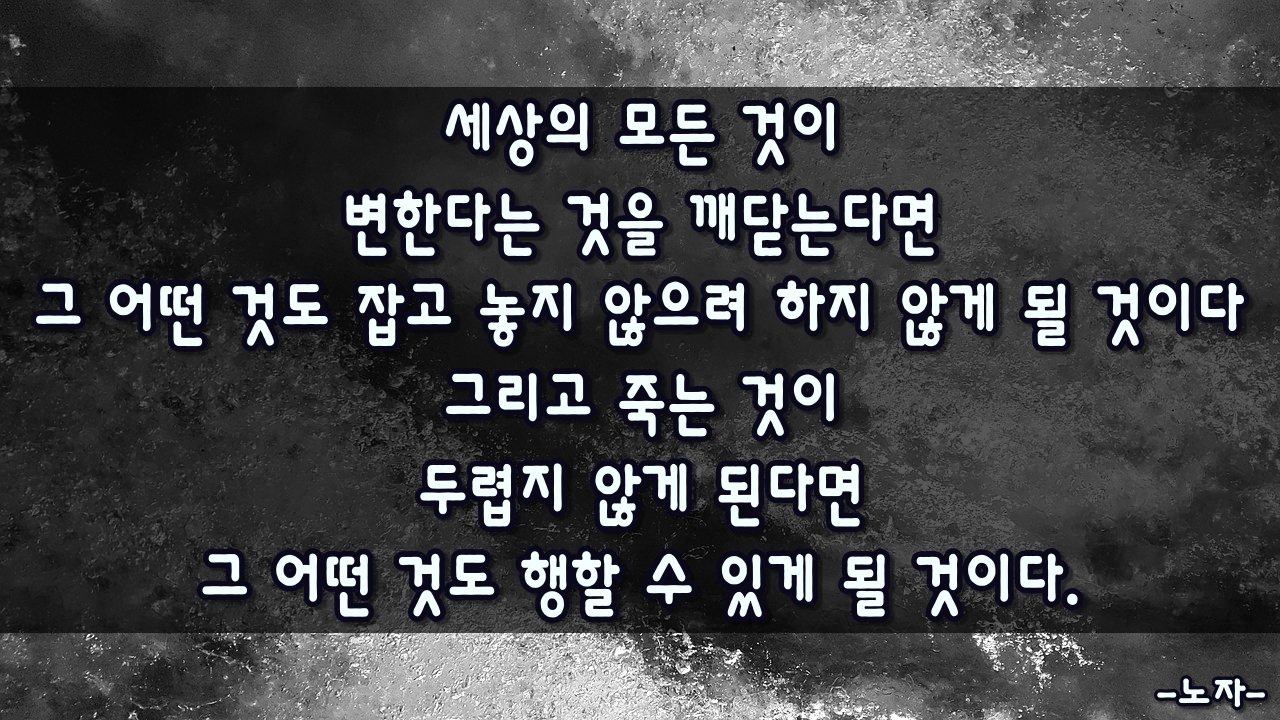 세상의 모든 것이
변한다는 것을 깨닫는다면
그 어떤 것도 잡고 놓지 않으려 하지 않게 될 것이다
그리고 죽는 것이
두렵지 않게 된다면
그 어떤 것도 행할 수 있게 될 것이다.
-노자-